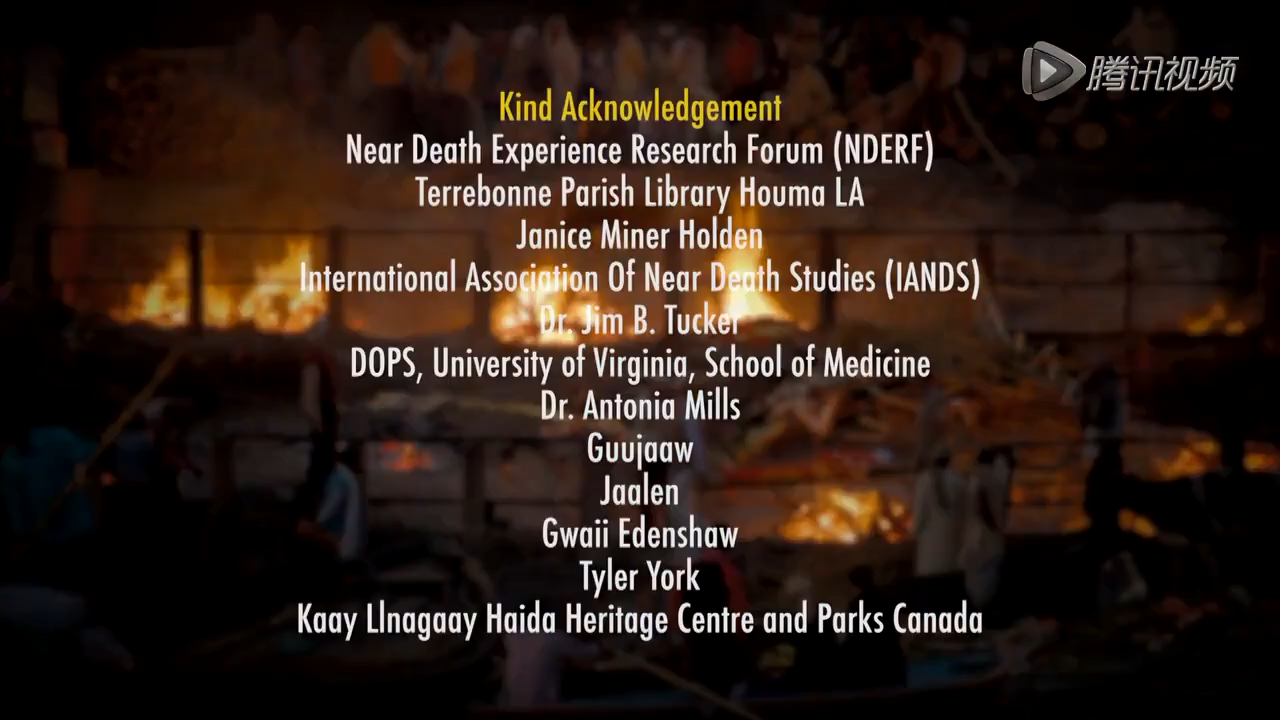 腾讯视频
Kind Acknowledgement
Near Death Experience Research Forum (NDERF)
Terrebonne Parish Library Houma LA
Janice Miner Holden
International Association Of Near Death Studies (IANDS)
Dr. Jim B. Tucker
DOPS, University of Virginia, School of Medicine
Dr. Antonia Mills
Guujaaw
Jaalen
Gwaii Edenshaw
Tyler York
Kaay Llnagaay Haida Heritage Centre and Parks Canada